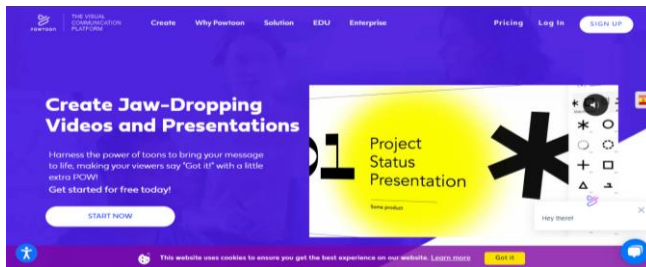 POWTOON
THE VISUAL
COMMUNICATION
PLATFORM
Create
Why Powtoon
Solution
EDU
Enterprise
Pricing
Log In
SIGN UP
Create Jaw-Dropping
Videos and Presentations
Harness the power of toons to bring your message
to life, making your viewers say "Got it!" with a little
extra POW!
Get started for free today!
START NOW
01
Project
Status
Presentation
Some product
Hey there!
This website uses cookies to ensure you get the best experience on our website. Learn more
Got it